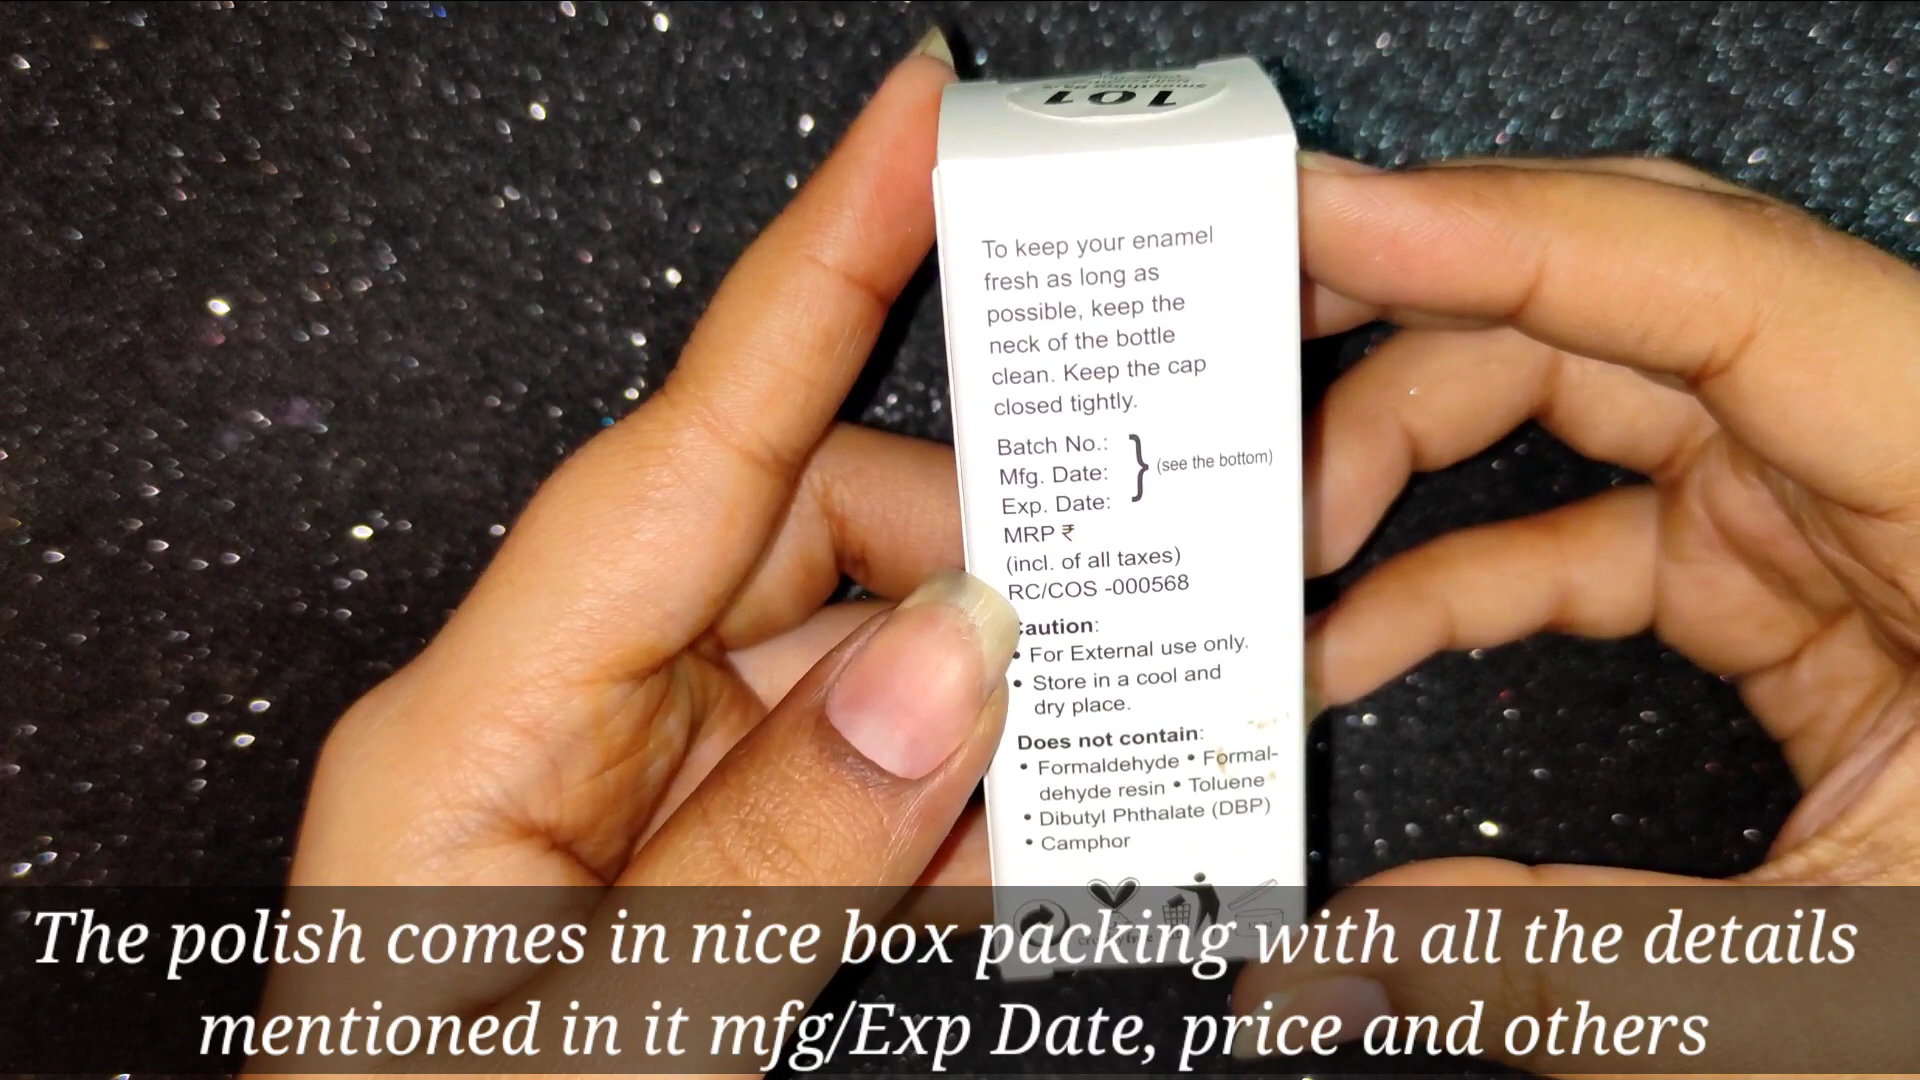 101
To keep your enamel
fresh as long as
possible, keep the
neck of the bottle
clean. Keep the cap
closed tightly.
Batch No.:
Mfg. Date:
Exp. Date:
} (see the bottom)
MRP ₹
(incl. of all taxes)
RC/COS -000568
Caution:
• For External use only.
• Store in a cool and
dry place.
Does not contain:
• Formaldehyde • Formal-
dehyde resin • Toluene
• Dibutyl Phthalate (DBP)
• Camphor
The polish comes in nice box packing with all the details
mentioned in it mfg/Exp Date, price and others